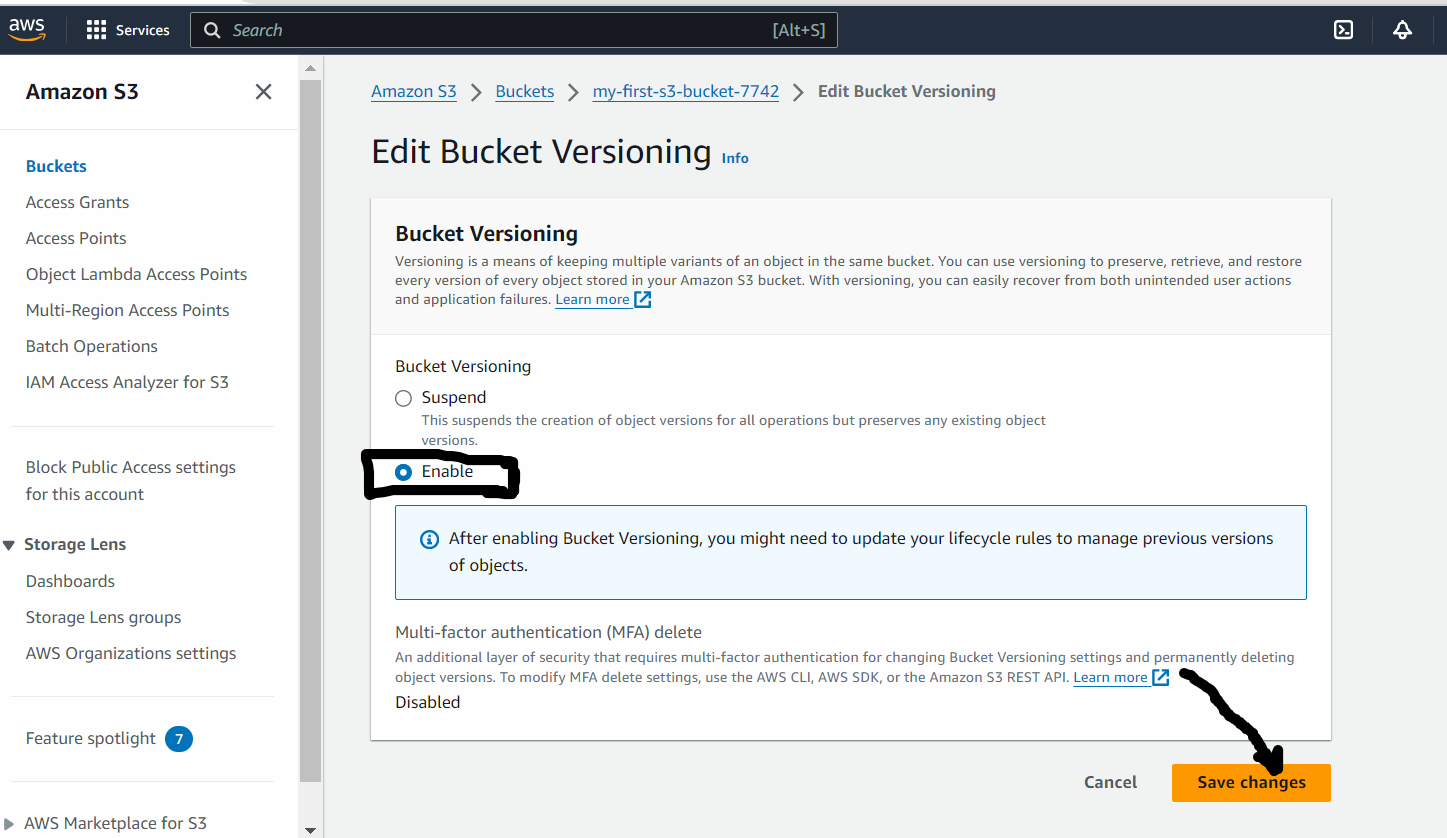 aws
Services
Search
[Alt+S]
Amazon S3
Buckets
Access Grants
Access Points
Object Lambda Access Points
Multi-Region Access Points
Batch Operations
IAM Access Analyzer for S3
Block Public Access settings
for this account
Storage Lens
Dashboards
Storage Lens groups
AWS Organizations settings
Feature spotlight 7
AWS Marketplace for S3
Amazon S3 > Buckets > my-first-s3-bucket-7742 > Edit Bucket Versioning
Edit Bucket Versioning Info
Bucket Versioning
Versioning is a means of keeping multiple variants of an object in the same bucket. You can use versioning to preserve, retrieve, and restore
every version of every object stored in your Amazon S3 bucket. With versioning, you can easily recover from both unintended user actions
and application failures. Learn more
Bucket Versioning
Suspend
This suspends the creation of object versions for all operations but preserves any existing object
versions.
Enable
After enabling Bucket Versioning, you might need to update your lifecycle rules to manage previous versions
of objects.
Multi-factor authentication (MFA) delete
An additional layer of security that requires multi-factor authentication for changing Bucket Versioning settings and permanently deleting
object versions. To modify MFA delete settings, use the AWS CLI, AWS SDK, or the Amazon S3 REST API. Learn more
Disabled
Cancel
Save changes